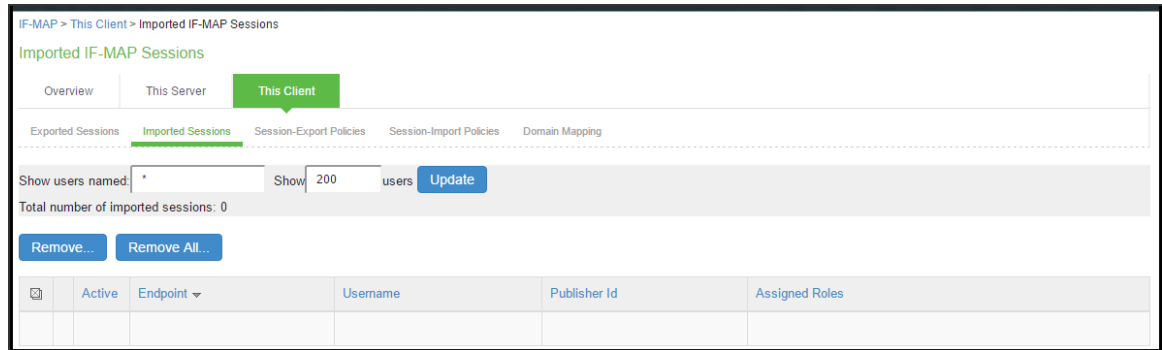 IF-MAP > This Client > Imported IF-MAP Sessions
Imported IF-MAP Sessions
Overview This Server This Client
Exported Sessions Imported Sessions Session-Export Policies Session-Import Policies Domain Mapping
Show users named: * Show 200 users Update
Total number of imported sessions: 0
Remove... Remove All...
Active Endpoint Username Publisher Id Assigned Roles